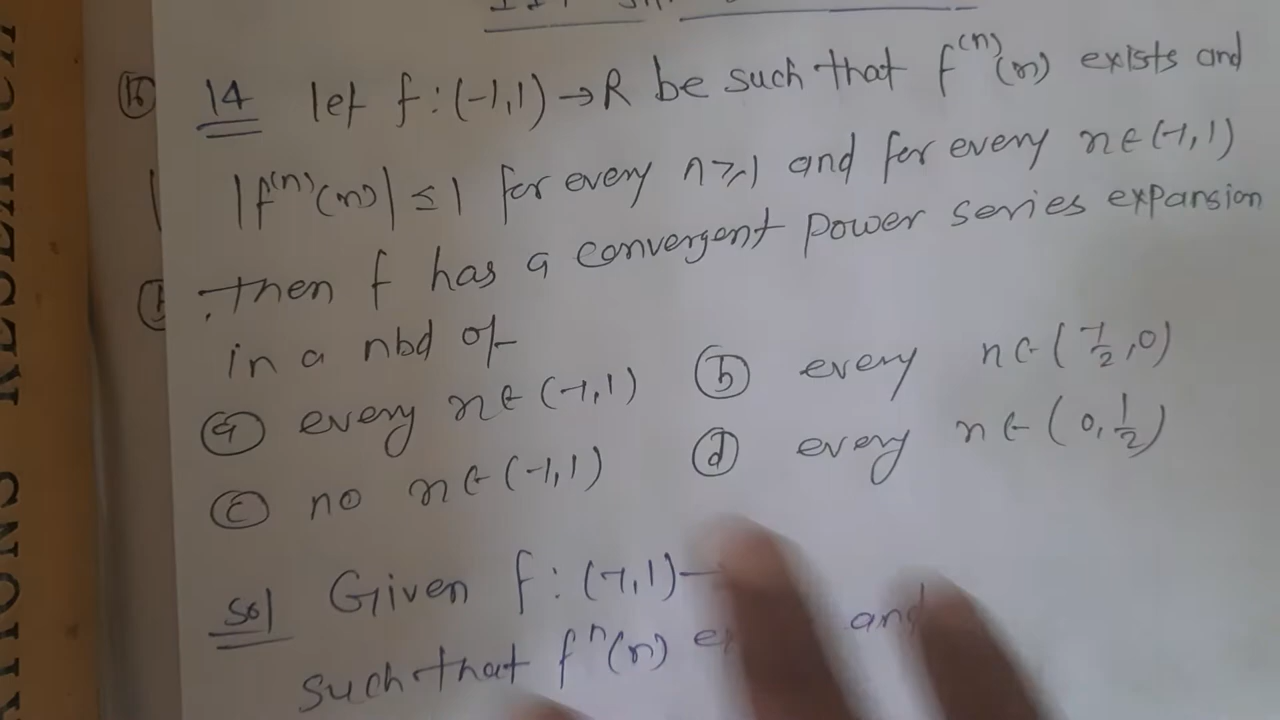 15 14 let f : (-1,1) → R be such that f^(n)(n) exists and
|f^(n)(n)| ≤ 1 for every n ≥ 1 and for every n ∈ (-1,1)
.then f has a convergent power series expansion
in a nbd of
(a) every n ∈ (-1,1) (b) every n ∈ (-1/2, 0)
(c) no n ∈ (-1,1) (d) every n ∈ (0, 1/2)
Sol Given f : (-1,1)
such that f^n(n) and